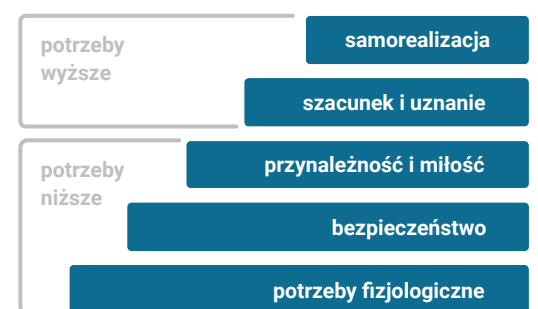 potrzeby
wyższe
samorealizacja
szacunek i uznanie
potrzeby
niższe
przynależność i miłość
bezpieczeństwo
potrzeby fizjologiczne